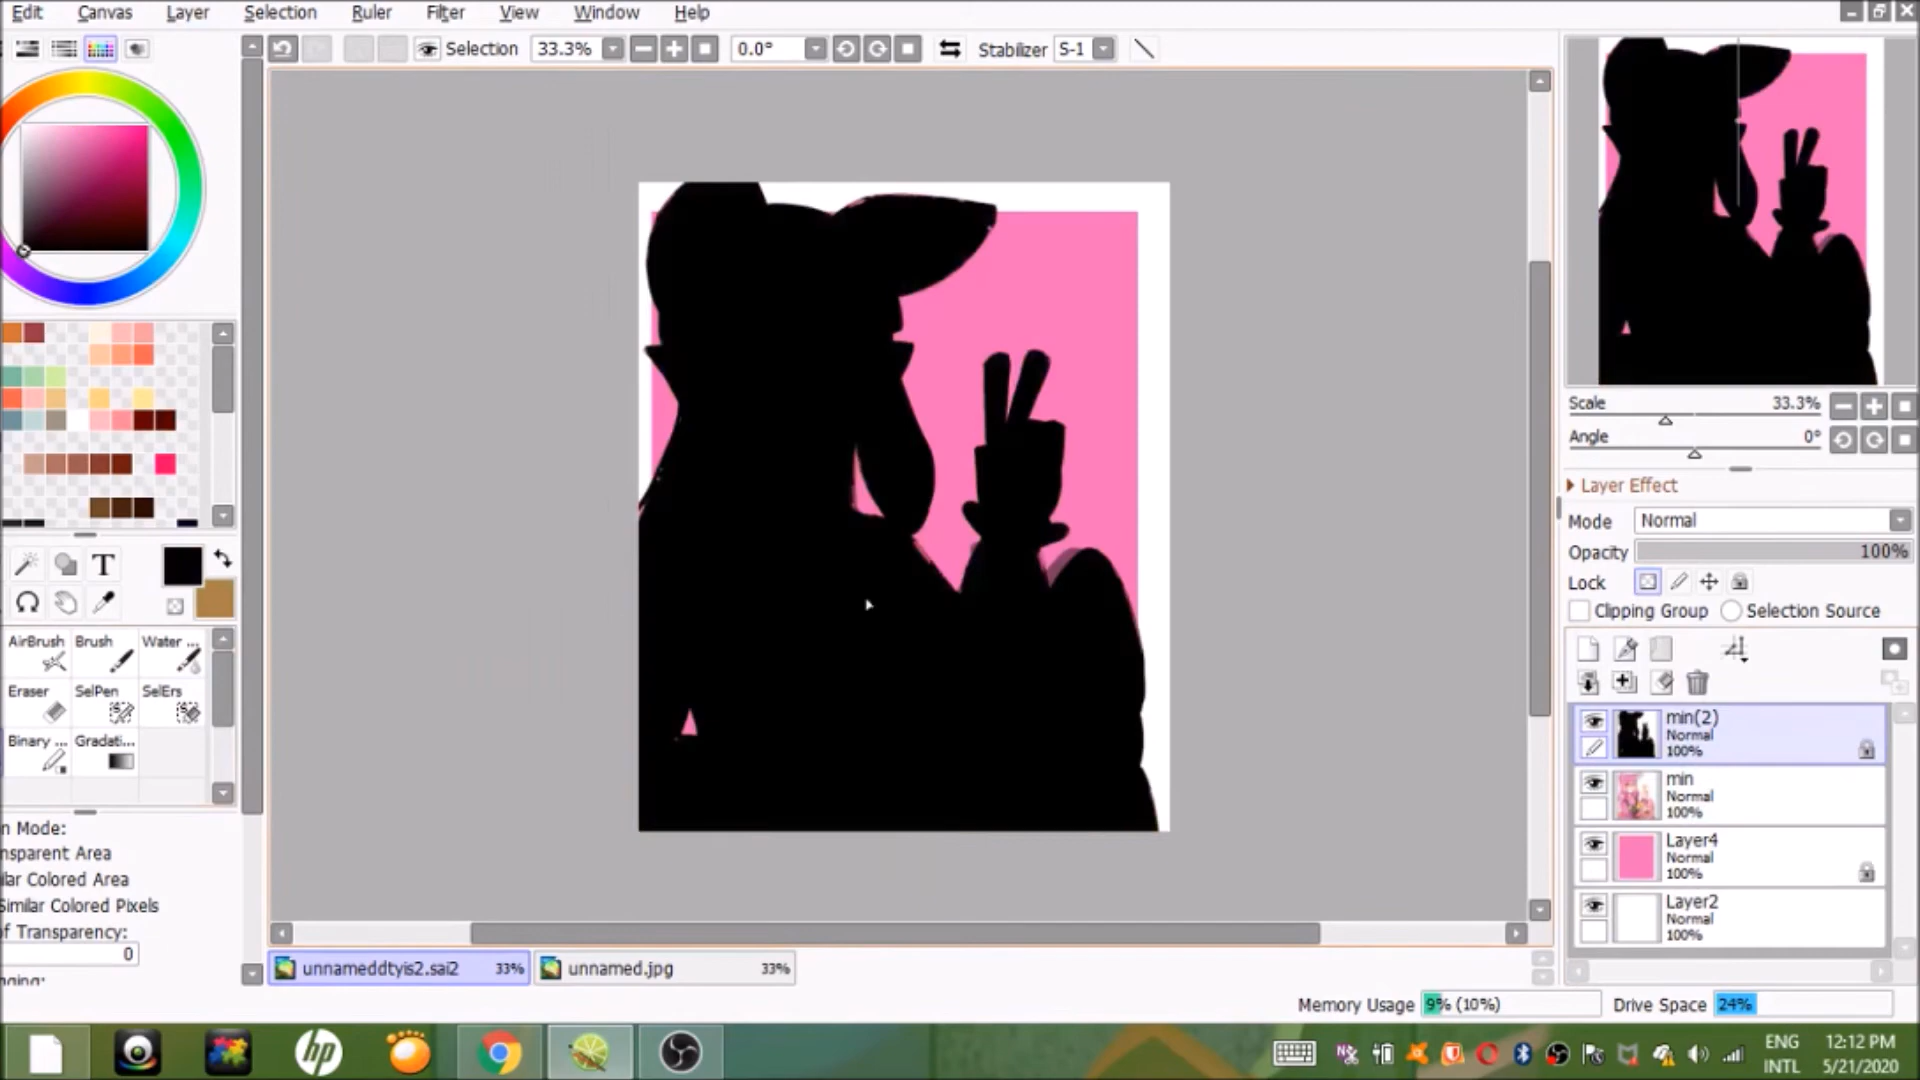 Edit Canvas Layer Selection Ruler Filter View Window Help
Selection 33.3% 0.0° Stabilizer S-1
Scale 33.3%
Angle 0°
Layer Effect
Mode Normal
Opacity 100%
Lock
Clipping Group Selection Source
T
AirBrush Brush Water ...
Eraser SelPen SelErs
Binary ... Gradati...
n Mode:
nsparent Area
ilar Colored Area
Similar Colored Pixels
of Transparency:
0
min(2)
Normal
100%
min
Normal
100%
Layer4
Normal
100%
Layer2
Normal
100%
unnameddtyis2.sai2 33% unnamed.jpg 33%
Memory Usage 9% (10%) Drive Space 24%
hp
ENG 12:12 PM
INTL 5/21/2020